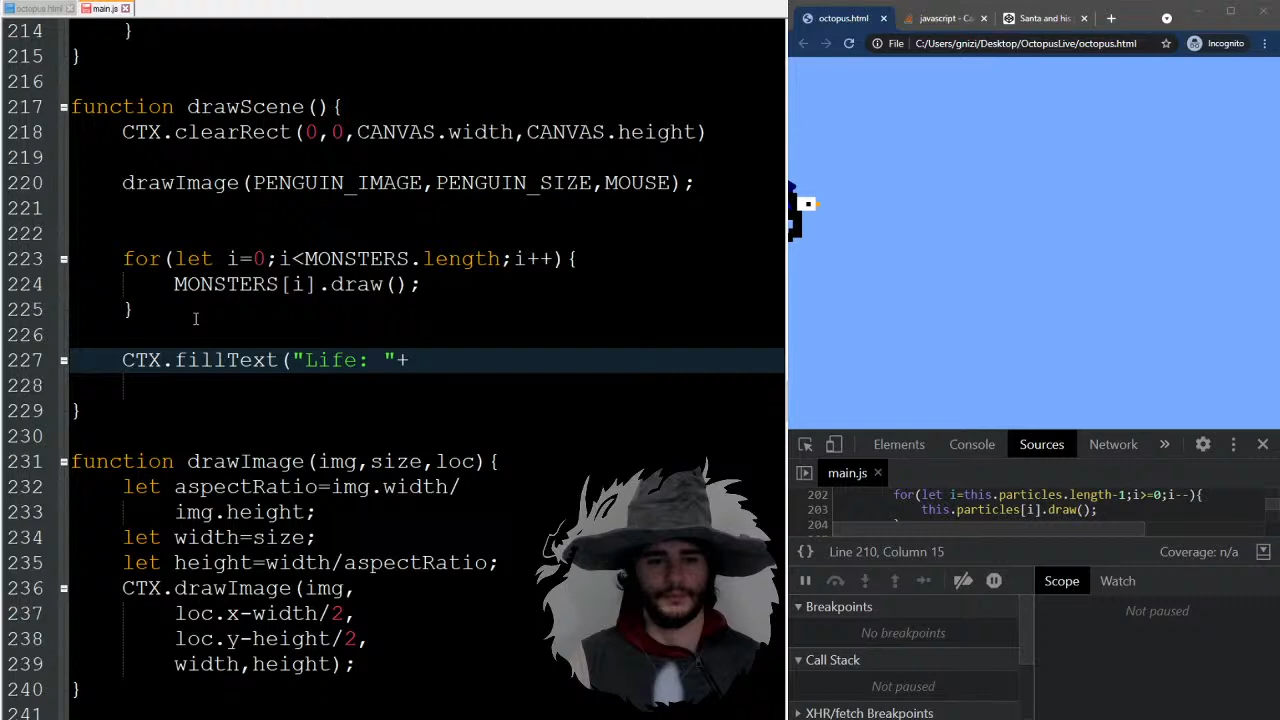 octopus.html
main.js
214 }
215 }
216
217 function drawScene(){
218 CTX.clearRect(0,0,CANVAS.width,CANVAS.height)
219
220 drawImage(PENGUIN_IMAGE,PENGUIN_SIZE,MOUSE);
221
222
223 for(let i=0;i<MONSTERS.length;i++){
224 MONSTERS[i].draw();
225 }
226
227 CTX.fillText("Life: "+
228
229 }
230
231 function drawImage(img,size,loc){
232 let aspectRatio=img.width/
233 img.height;
234 let width=size;
235 let height=width/aspectRatio;
236 CTX.drawImage(img,
237 loc.x-width/2,
238 loc.y-height/2,
239 width,height);
240 }
241
octopus.html
javascript - Ca
Santa and his
File C:/Users/gnizi/Desktop/OctopusLive/octopus.html Incognito
Elements Console Sources Network
main.js
202 for(let i=this.particles.length-1;i>=0;i--){
203 this.particles[i].draw();
204
Line 210, Column 15 Coverage: n/a
Scope Watch
Breakpoints
No breakpoints
Call Stack
Not paused
XHR/fetch Breakpoints
Not paused